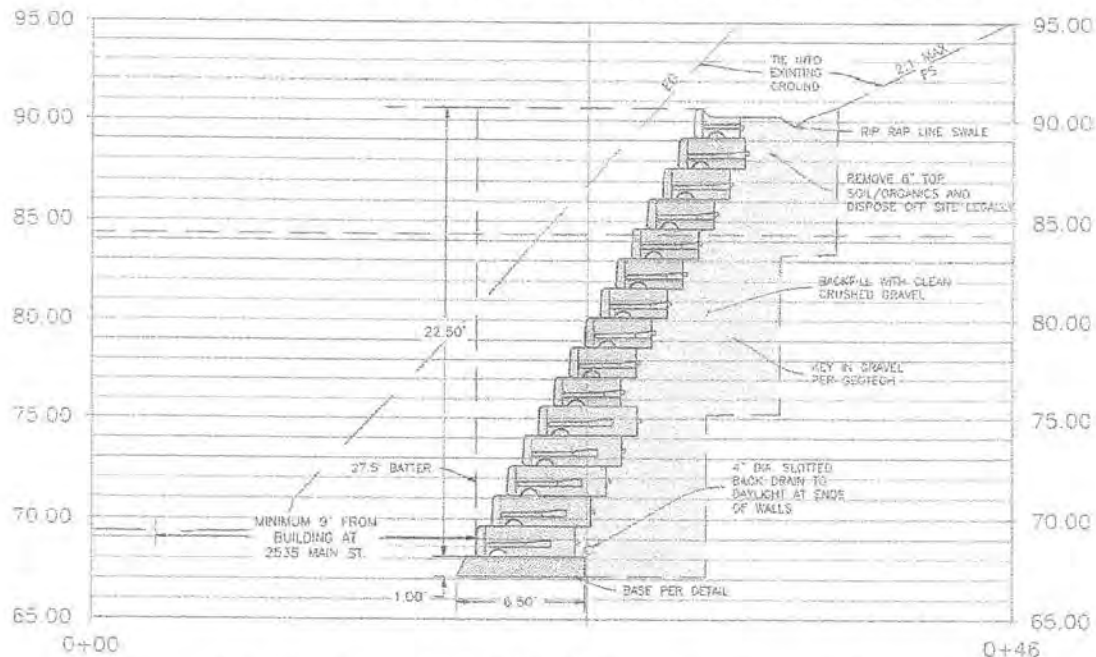 95.00
95.00
TIE INTO
EXISTING
GROUND
EG
2:1 MAX
FS
90.00
90.00
RIP RAP LINE SWALE
REMOVE 6" TOP
SOIL/ORGANICS AND
DISPOSE OFF SITE LEGALLY
85.00
85.00
BACKFILL WITH CLEAN
CRUSHED GRAVEL
80.00
22.50'
80.00
KEY IN GRAVEL
PER GEOTECH
75.00
75.00
27.5° BATTER
4" DIA. SLOTTED
BACK DRAIN TO
DAYLIGHT AT ENDS
OF WALLS
70.00
MINIMUM 9' FROM
BUILDING AT
2535 MAIN ST.
70.00
1.00'
6.50'
BASE PER DETAIL
65.00
65.00
0+00
0+46